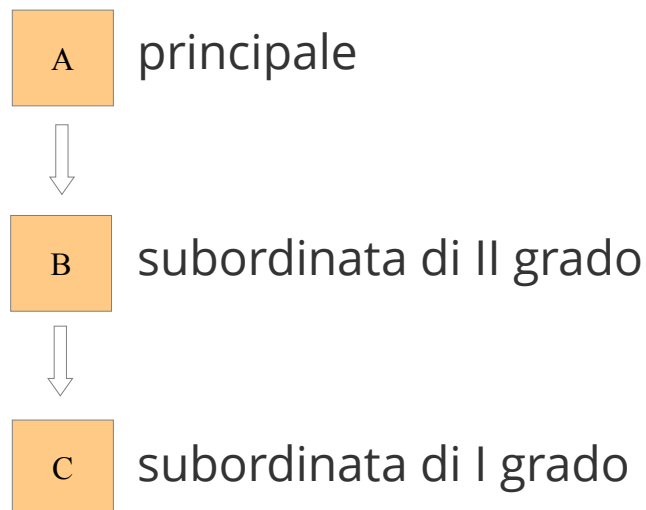 A principale
B subordinata di II grado
C subordinata di I grado